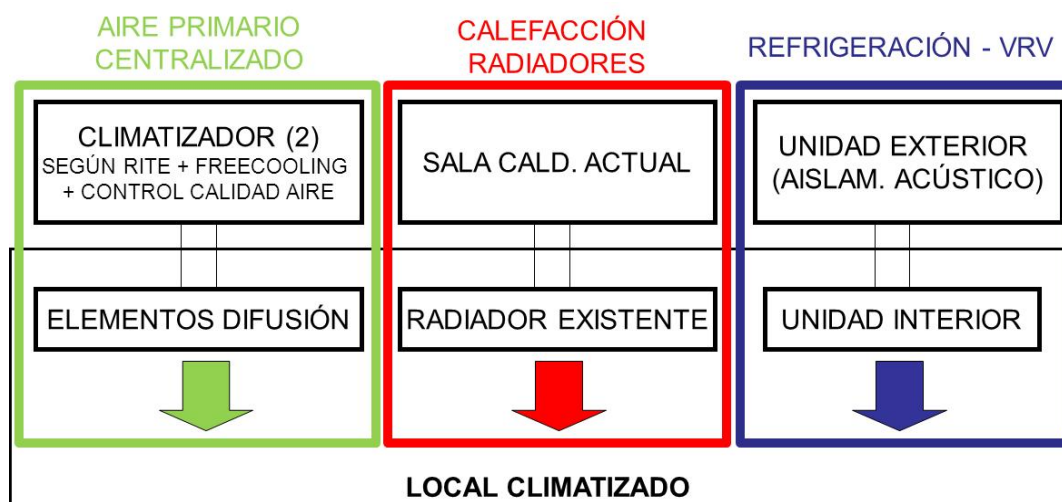 AIRE PRIMARIO
CENTRALIZADO
CLIMATIZADOR (2)
SEGÚN RITE + FREECOOLING
+ CONTROL CALIDAD AIRE
ELEMENTOS DIFUSIÓN
CALEFACCIÓN
RADIADORES
SALA CALD. ACTUAL
RADIADOR EXISTENTE
REFRIGERACIÓN - VRV
UNIDAD EXTERIOR
(AISLAM. ACÚSTICO)
UNIDAD INTERIOR
LOCAL CLIMATIZADO